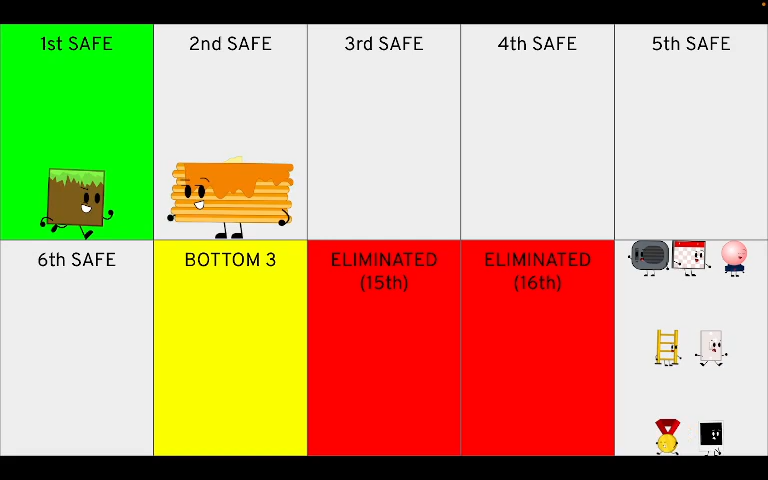 1st SAFE
2nd SAFE
3rd SAFE
4th SAFE
5th SAFE
6th SAFE
BOTTOM 3
ELIMINATED
(15th)
ELIMINATED
(16th)